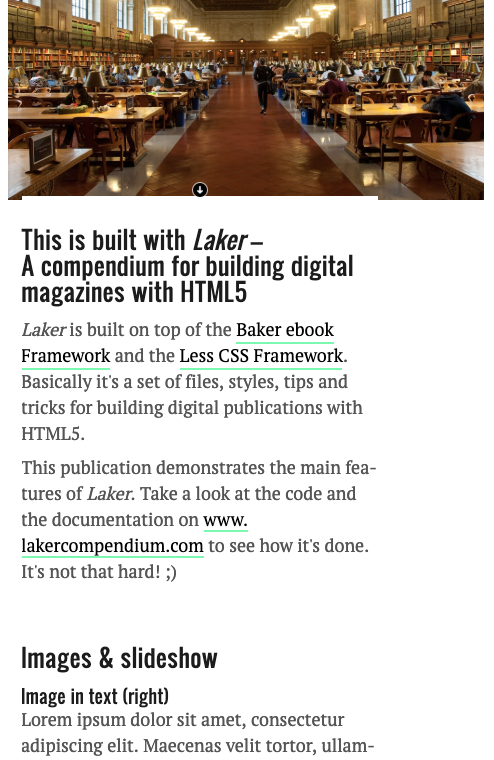 This is built with Laker –
A compendium for building digital
magazines with HTML5
Laker is built on top of the Baker ebook
Framework and the Less CSS Framework.
Basically it's a set of files, styles, tips and
tricks for building digital publications with
HTML5.
This publication demonstrates the main fea-
tures of Laker. Take a look at the code and
the documentation on www.
lakercompendium.com to see how it's done.
It's not that hard! ;)
Images & slideshow
Image in text (right)
Lorem ipsum dolor sit amet, consectetur
adipiscing elit. Maecenas velit tortor, ullam-